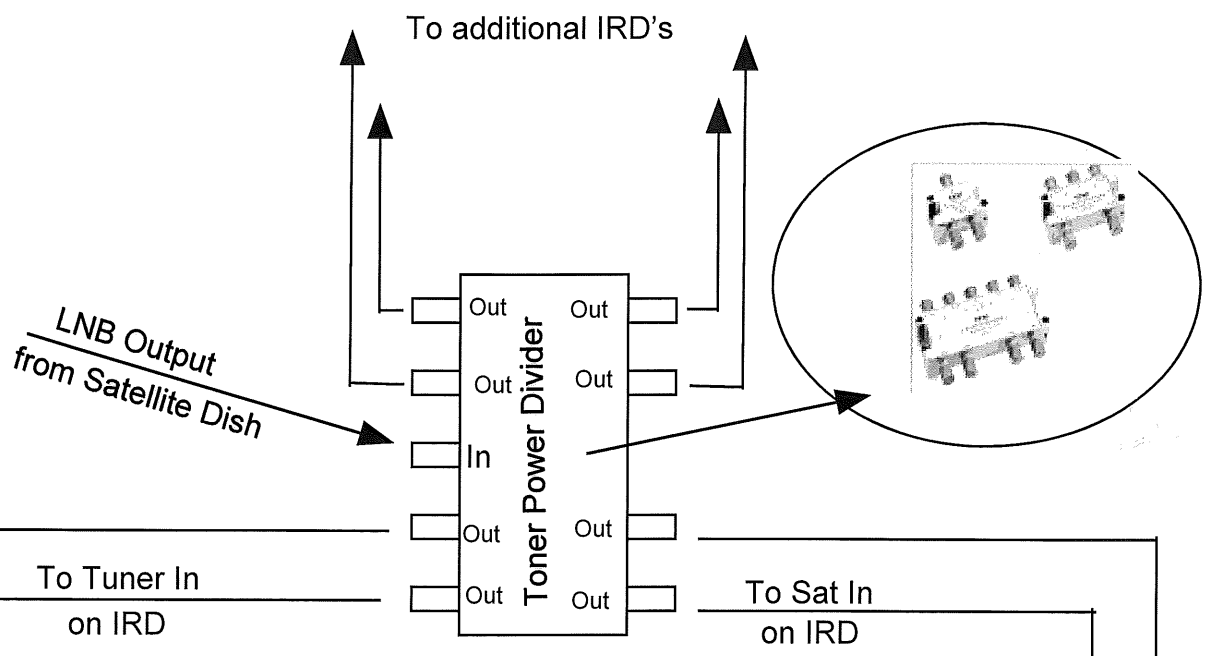 To additional IRD's
LNB Output
from Satellite Dish
Out
Out
Out
Out
In
Toner Power Divider
Out
Out
Out
Out
To Tuner In
on IRD
To Sat In
on IRD